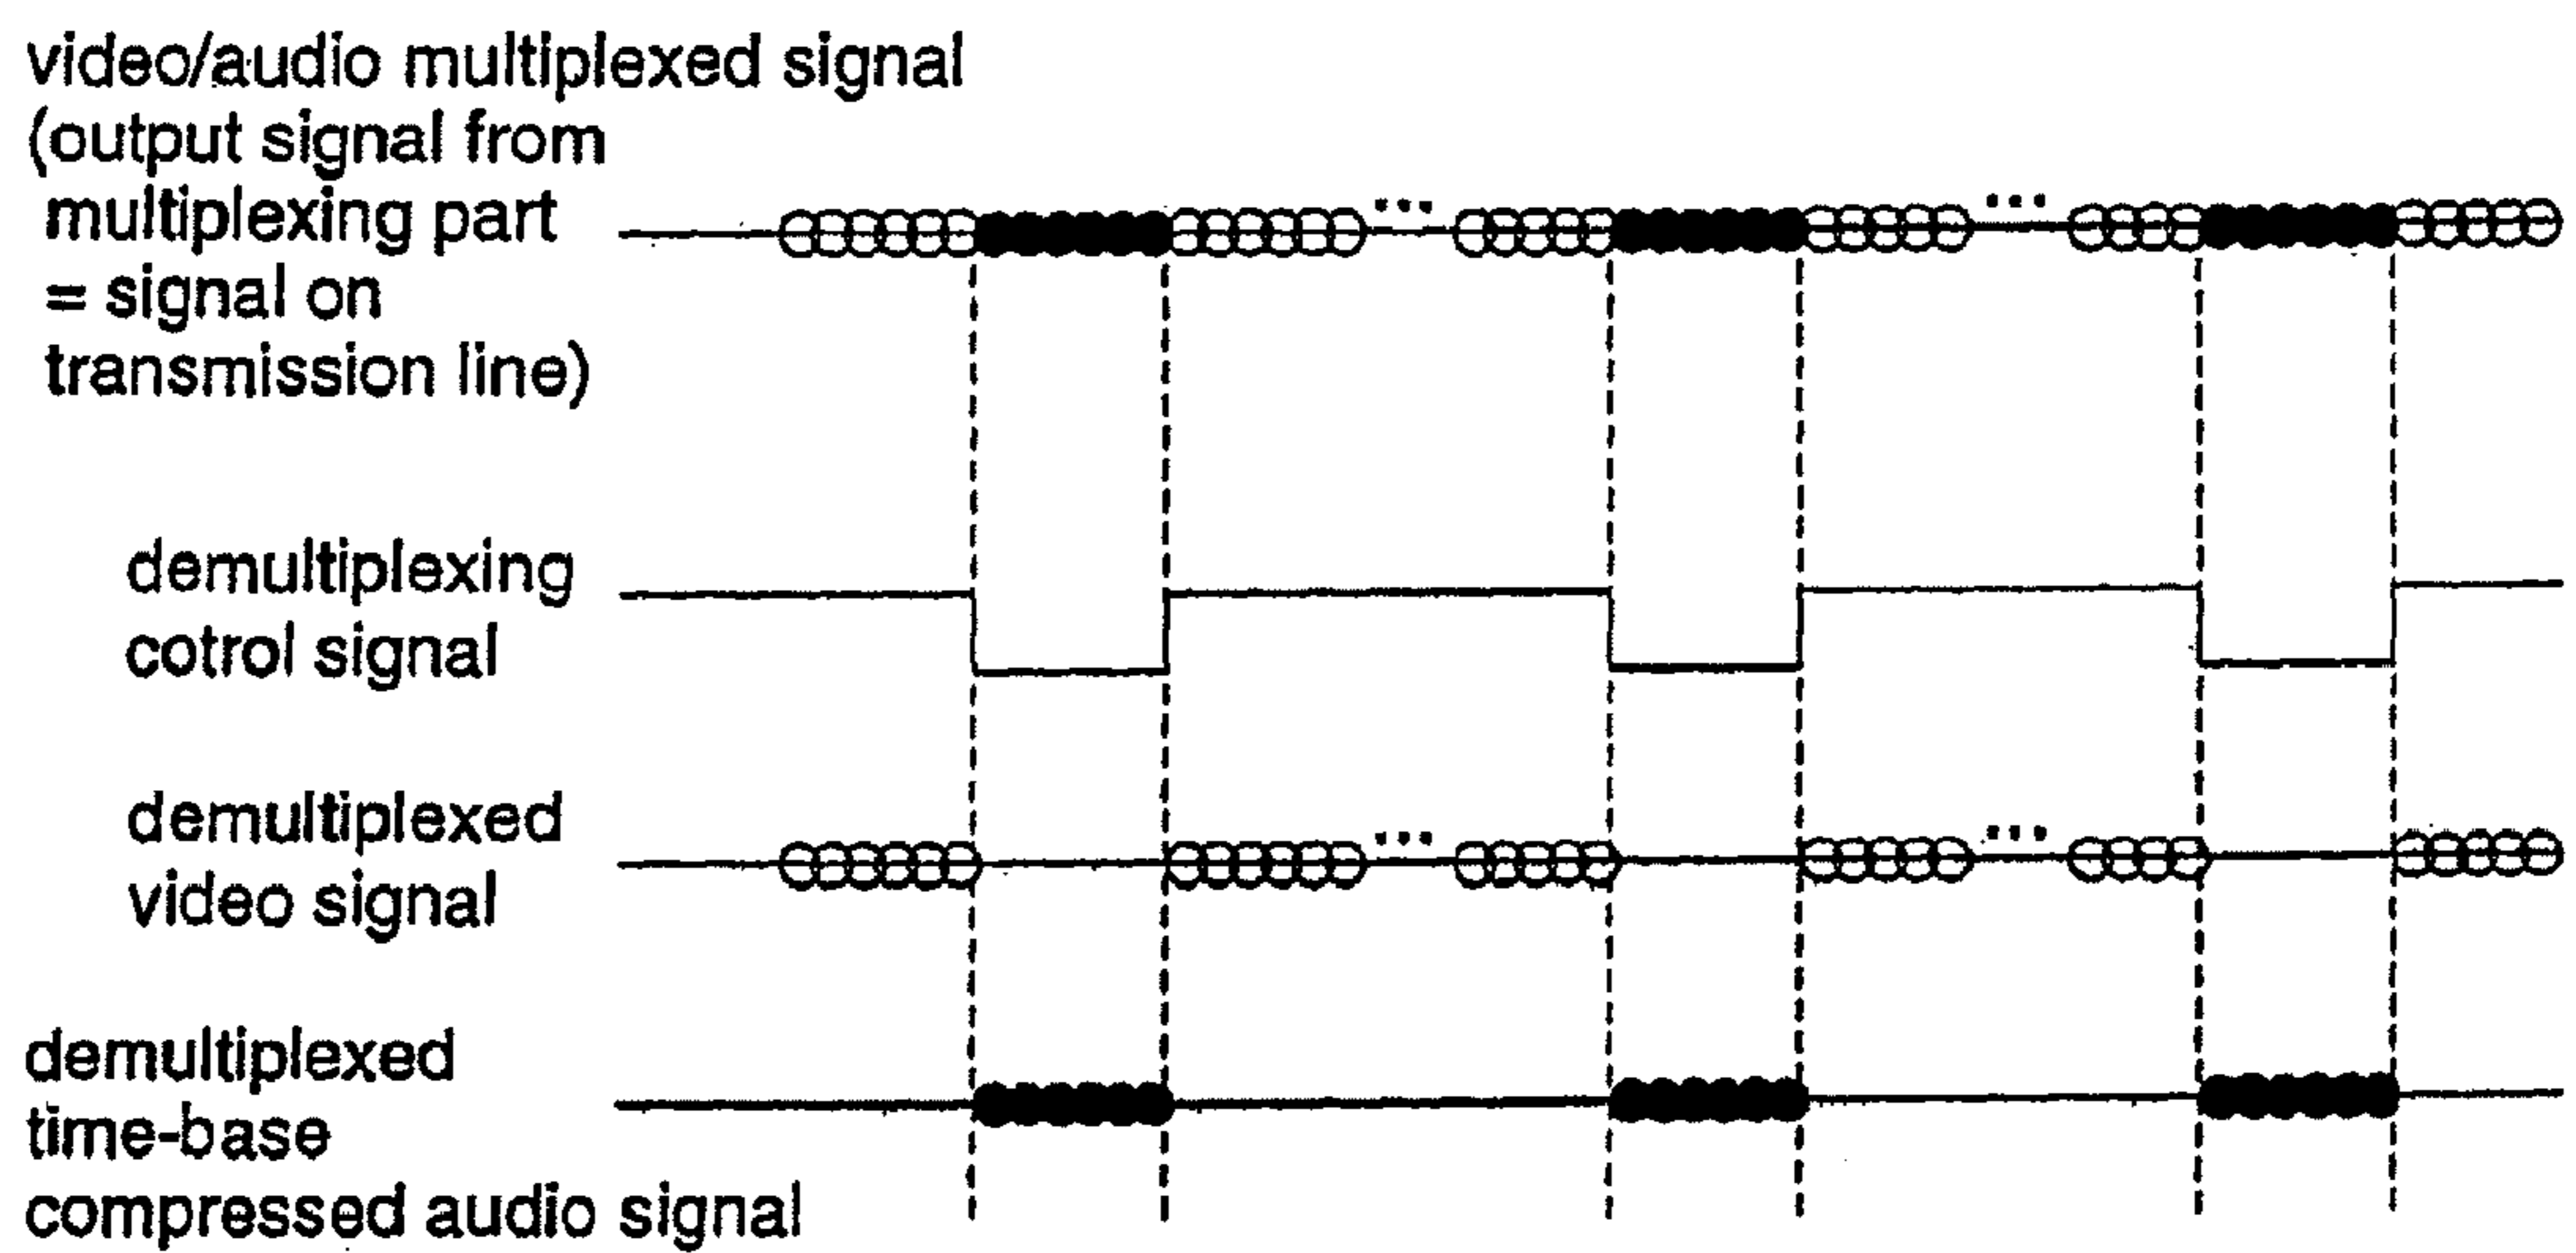 video/audio multiplexed signal
(output signal from
multiplexing part
= signal on
transmission line)
...
...
demultiplexing
cotrol signal
demultiplexed
video signal
...
...
demultiplexed
time-base
compressed audio signal